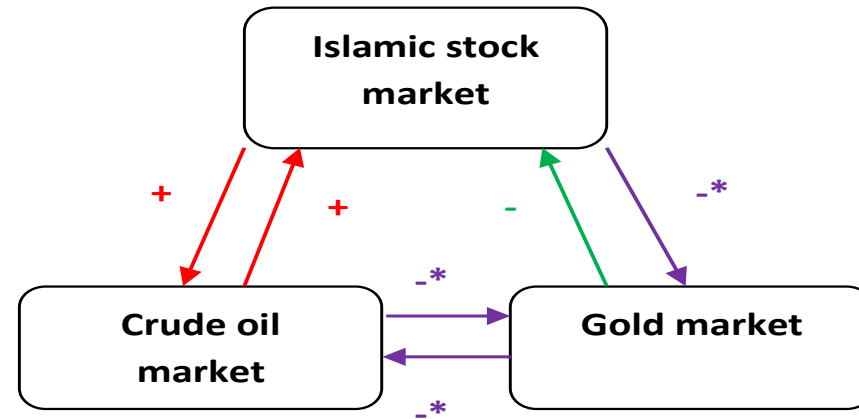 Islamic stock
market
+
+
-
-*
-*
Crude oil
market
Gold market
-*